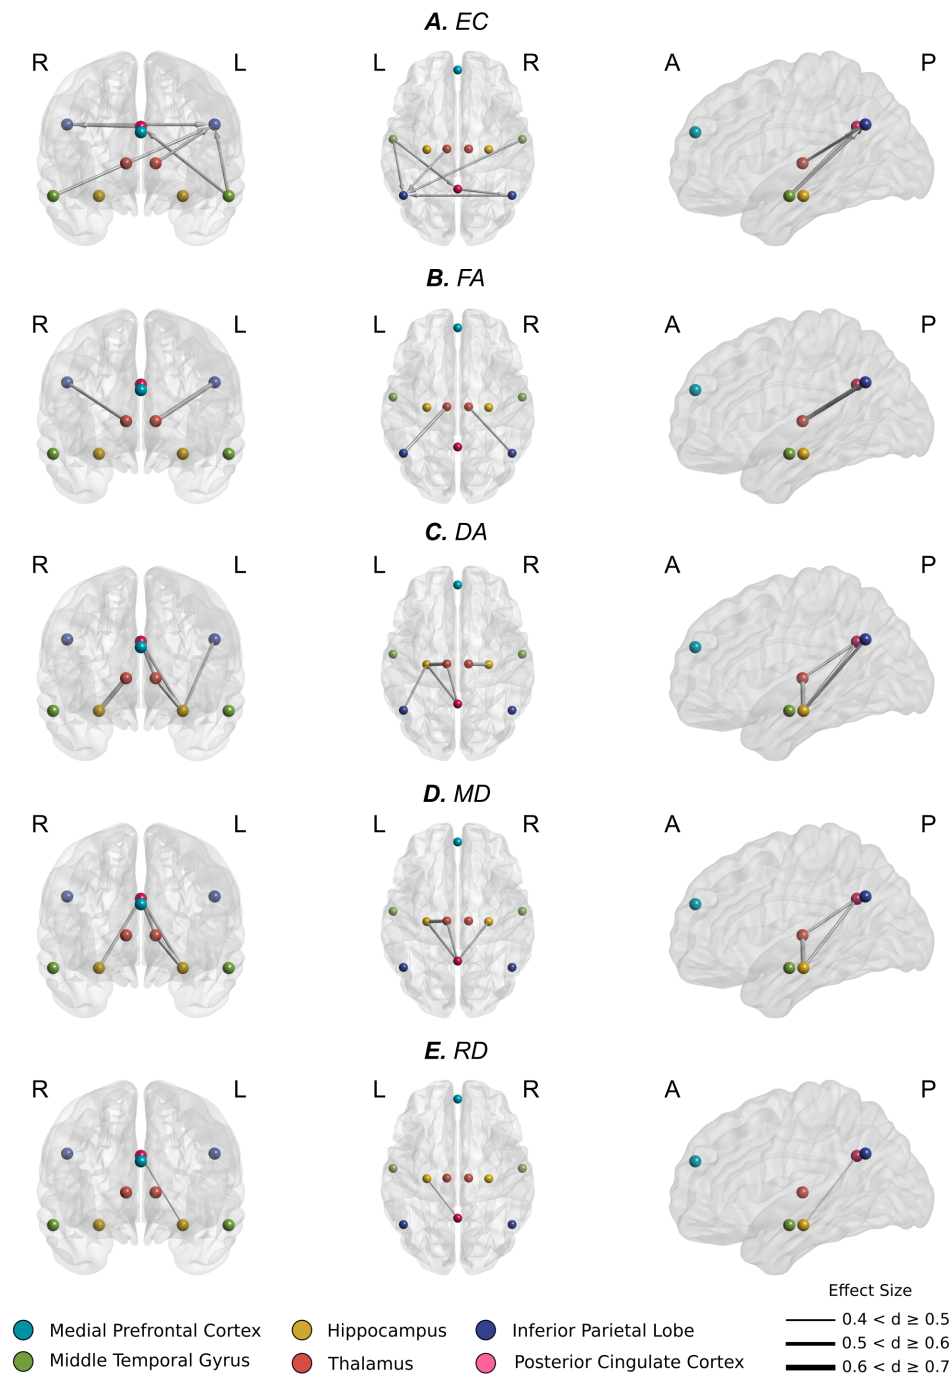 A. EC
R
L
L
R
A
P
B. FA
R
L
L
R
A
P
C. DA
R
L
L
R
A
P
D. MD
R
L
L
R
A
P
E. RD
R
L
L
R
A
P
Medial Prefrontal Cortex
Middle Temporal Gyrus
Hippocampus
Thalamus
Inferior Parietal Lobe
Posterior Cingulate Cortex
Effect Size
0.4 < d ≥ 0.5
0.5 < d ≥ 0.6
0.6 < d ≥ 0.7